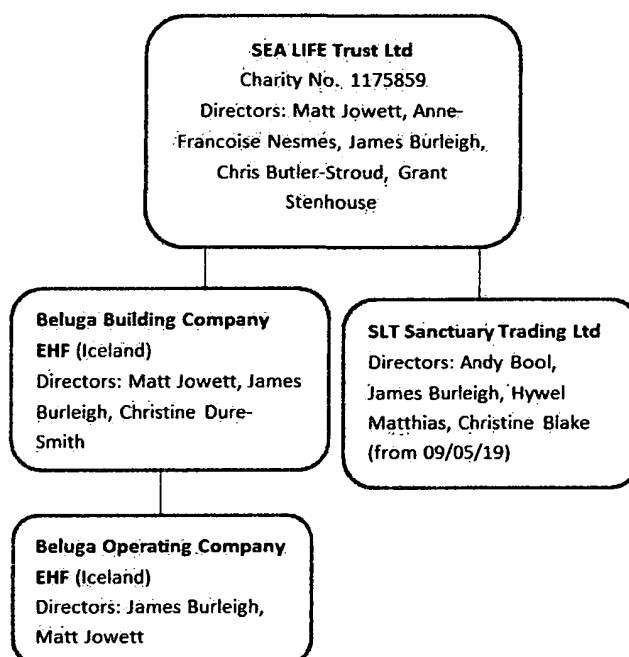 SEA LIFE Trust Ltd
Charity No. 1175859
Directors: Matt Jowett, Anne-
Francoise Nesmes, James Burleigh,
Chris Butler-Stroud, Grant
Stenhouse
Beluga Building Company
EHF (Iceland)
Directors: Matt Jowett, James
Burleigh, Christine Dure-
Smith
SLT Sanctuary Trading Ltd
Directors: Andy Bool,
James Burleigh, Hywel
Matthias, Christine Blake
(from 09/05/19)
Beluga Operating Company
EHF (Iceland)
Directors: James Burleigh,
Matt Jowett